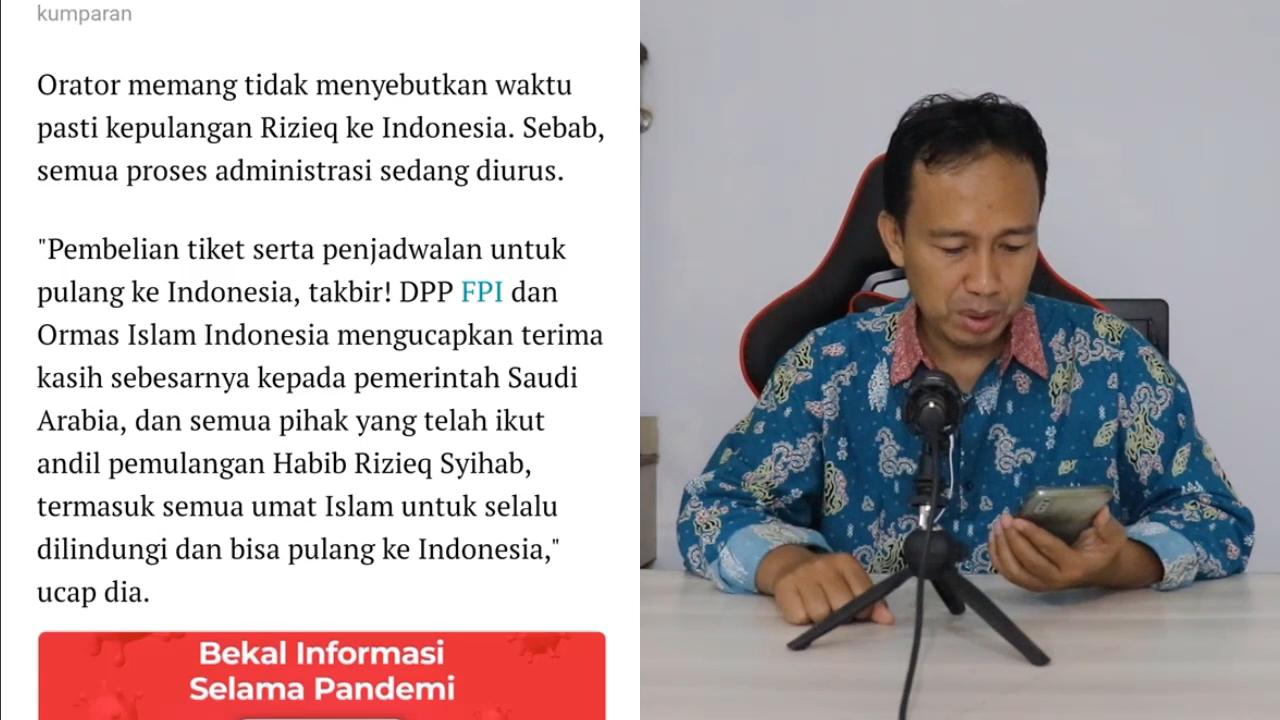 kumparan
Orator memang tidak menyebutkan waktu
pasti kepulangan Rizieq ke Indonesia. Sebab,
semua proses administrasi sedang diurus.
"Pembelian tiket serta penjadwalan untuk
pulang ke Indonesia, takbir! DPP FPI dan
Ormas Islam Indonesia mengucapkan terima
kasih sebesarnya kepada pemerintah Saudi
Arabia, dan semua pihak yang telah ikut
andil pemulangan Habib Rizieq Syihab,
termasuk semua umat Islam untuk selalu
dilindungi dan bisa pulang ke Indonesia,"
ucap dia.
Bekal Informasi
Selama Pandemi